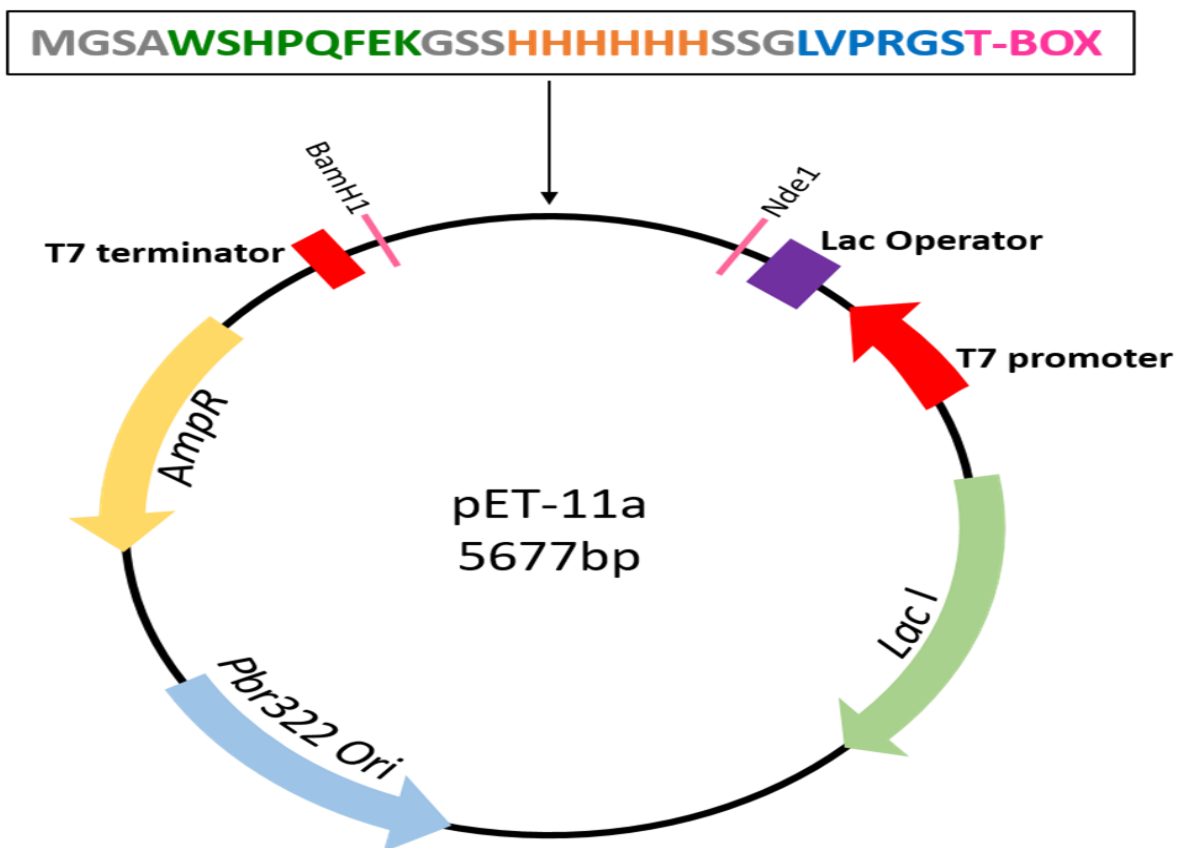 MGSAWSHPQFEKGSSHHHHHHSSGLVPRGST-BOX
BamH1
Nde1
T7 terminator
Lac Operator
T7 promoter
AmpR
pET-11a
5677bp
Lac I
Pbr322 Ori